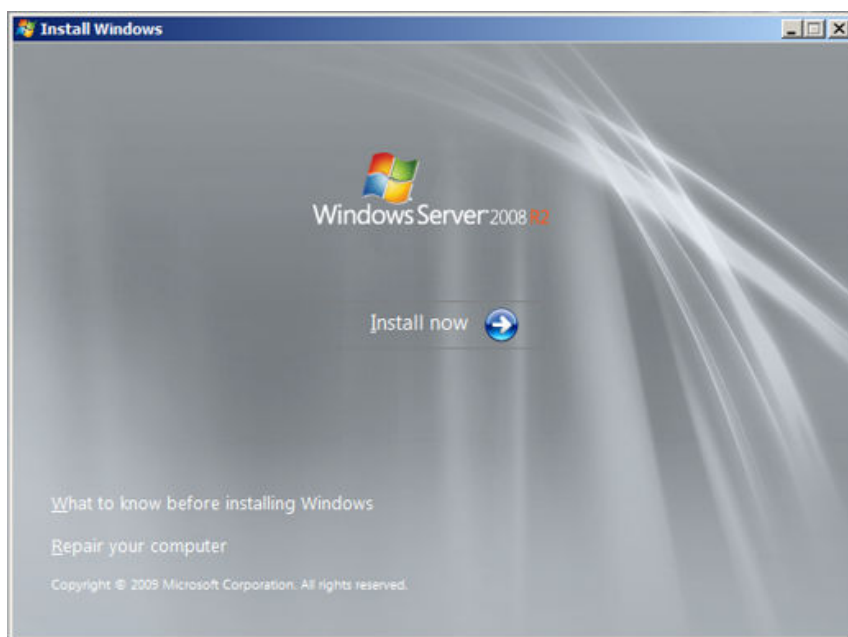 Install Windows
Windows Server 2008 R2
Install now
What to know before installing Windows
Repair your computer
Copyright © 2009 Microsoft Corporation. All rights reserved.